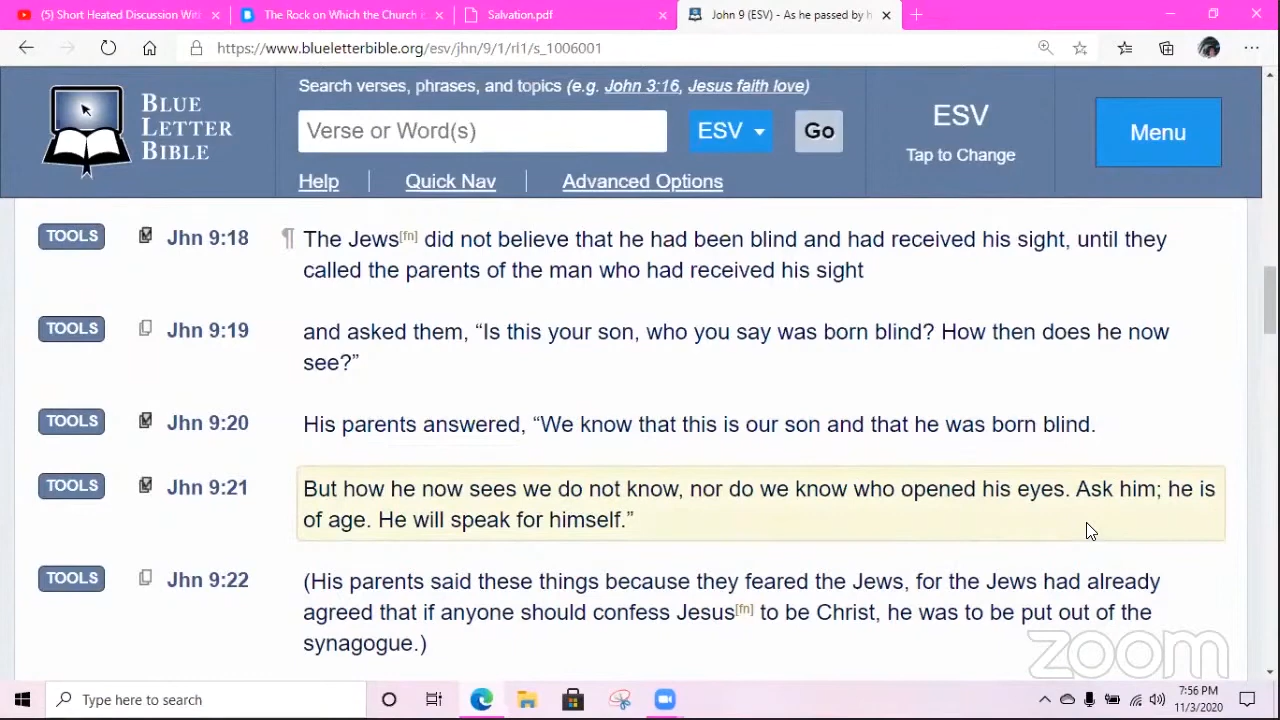 (5) Short Heated Discussion Wit
The Rock on Which the Church i
Salvation.pdf
John 9 (ESV) - As he passed by h
https://www.blueletterbible.org/esv/jhn/9/1/rl1/s_1006001
BLUE
LETTER
BIBLE
Search verses, phrases, and topics (e.g. John 3:16, Jesus faith love)
Verse or Word(s)
ESV
Go
Help
Quick Nav
Advanced Options
ESV
Tap to Change
Menu
TOOLS Jhn 9:18 ¶ The Jews[fn] did not believe that he had been blind and had received his sight, until they
called the parents of the man who had received his sight
TOOLS Jhn 9:19 and asked them, “Is this your son, who you say was born blind? How then does he now
see?”
TOOLS Jhn 9:20 His parents answered, “We know that this is our son and that he was born blind.
TOOLS Jhn 9:21 But how he now sees we do not know, nor do we know who opened his eyes. Ask him; he is
of age. He will speak for himself.”
TOOLS Jhn 9:22 (His parents said these things because they feared the Jews, for the Jews had already
agreed that if anyone should confess Jesus[fn] to be Christ, he was to be put out of the
synagogue.)
zoom
Type here to search
7:56 PM
11/3/2020